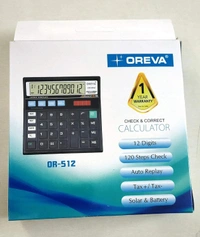 OREVA
1
YEAR
WARRANTY
CHECK & CORRECT
CALCULATOR
12 Digits
120 Steps Check
Auto Replay
Tax +/ Tax-
Solar & Battery
OR-512